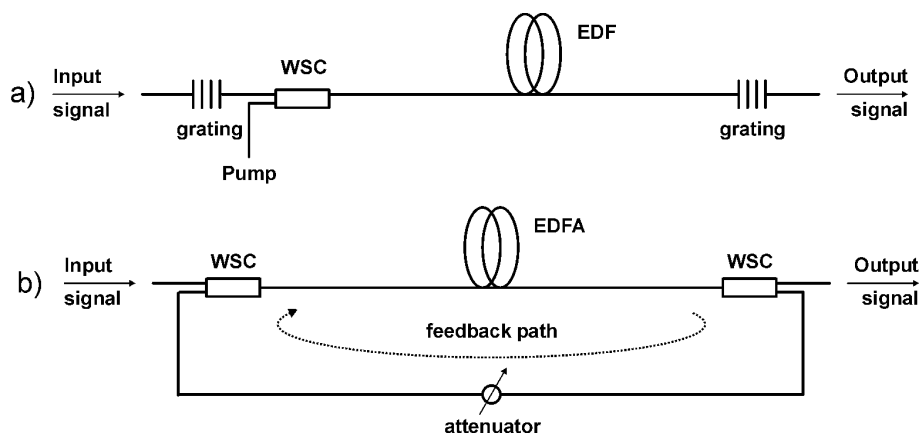 EDF
WSC
Input
Output
a)
signal
signal
grating
grating
Pump
EDFA
Input
WSC
WSC
Output
b)
signal
signal
feedback path
attenuator